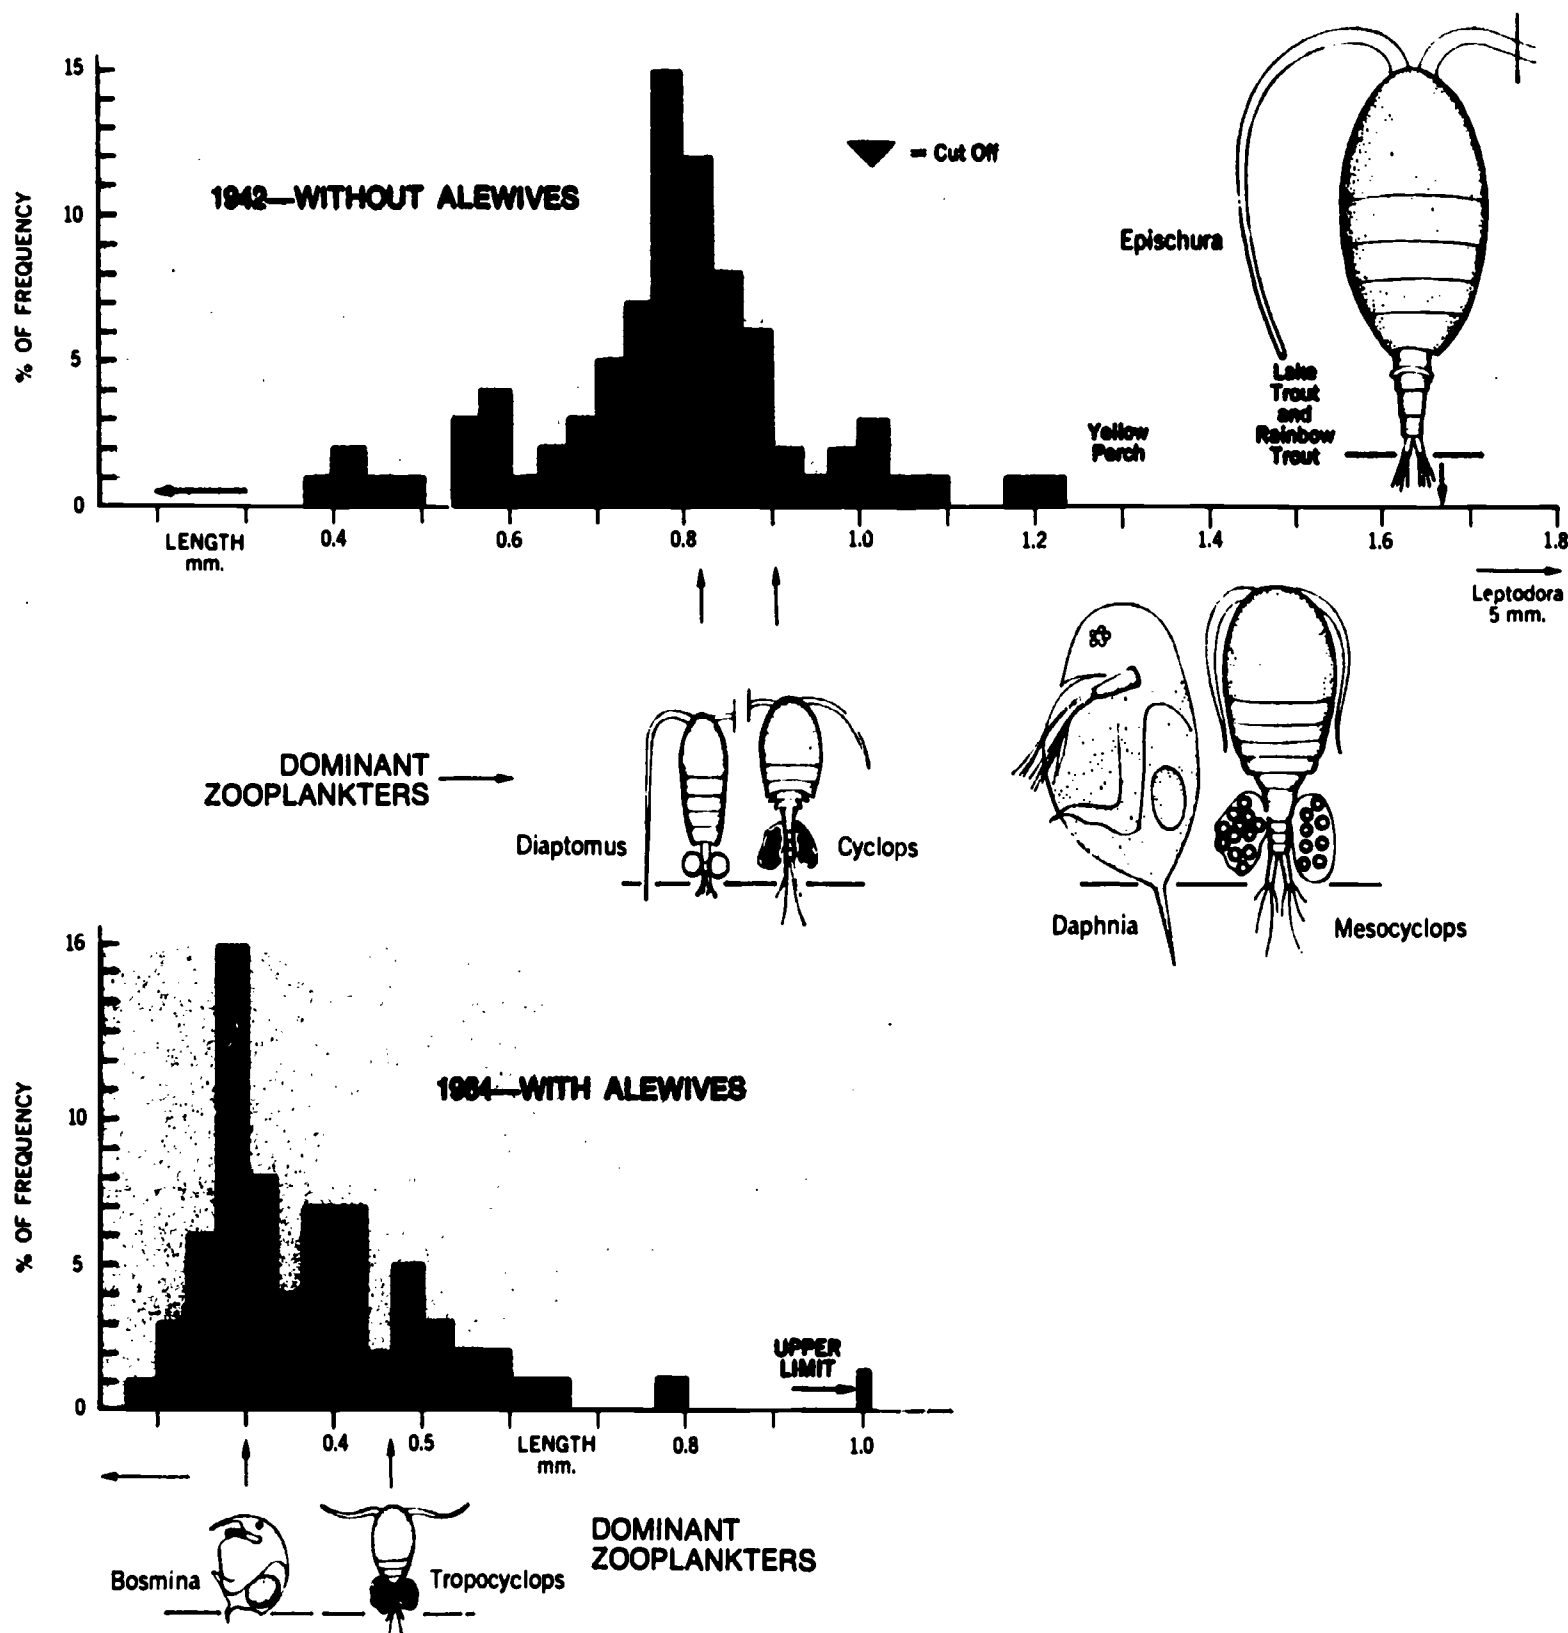 15
10
5
0
% OF FREQUENCY
1942—WITHOUT ALEWIVES
= Cut Off
Epischura
Yellow
Perch
Lake
Trout
and
Rainbow
Trout
LENGTH
mm.
0.4
0.6
0.8
1.0
1.2
1.4
1.6
1.8
Leptodora
5 mm.
DOMINANT
ZOOPLANKTERS
Diaptomus
Cyclops
Daphnia
Mesocyclops
16
10
5
0
% OF FREQUENCY
1964—WITH ALEWIVES
UPPER
LIMIT
0.4
0.5
LENGTH
mm.
0.8
1.0
Bosmina
Tropocyclops
DOMINANT
ZOOPLANKTERS